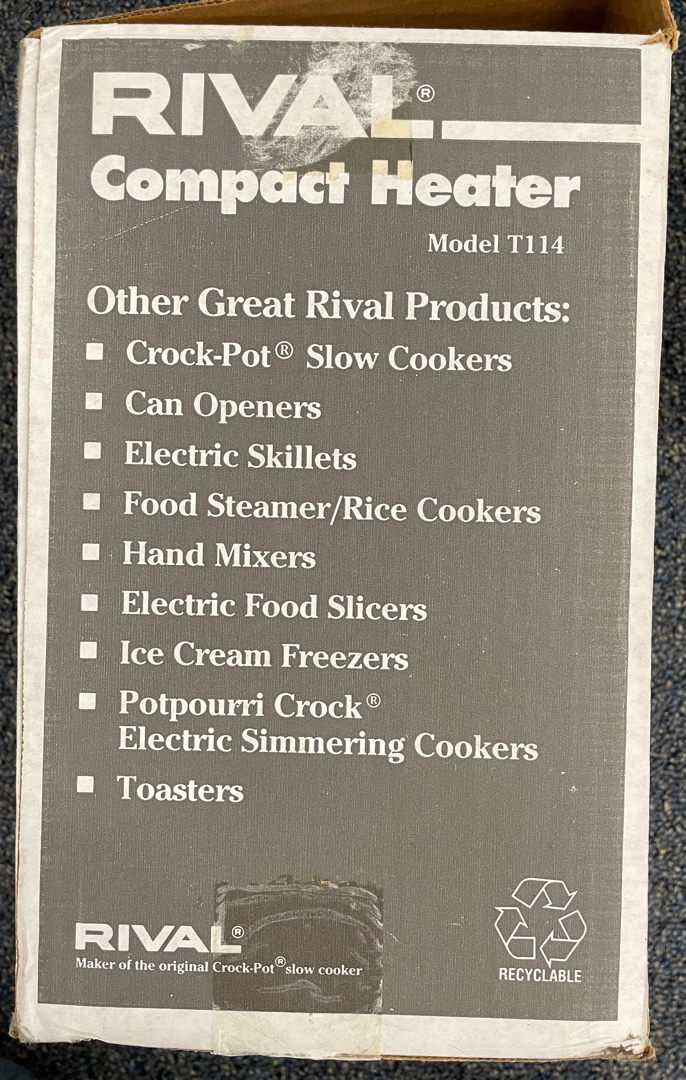 RIVAL®
Compact Heater
Model T114
Other Great Rival Products:
Crock-Pot® Slow Cookers
Can Openers
Electric Skillets
Food Steamer/Rice Cookers
Hand Mixers
Electric Food Slicers
Ice Cream Freezers
Potpourri Crock®
Electric Simmering Cookers
Toasters
RIVAL®
Maker of the original Crock-Pot® slow cooker
RECYCLABLE